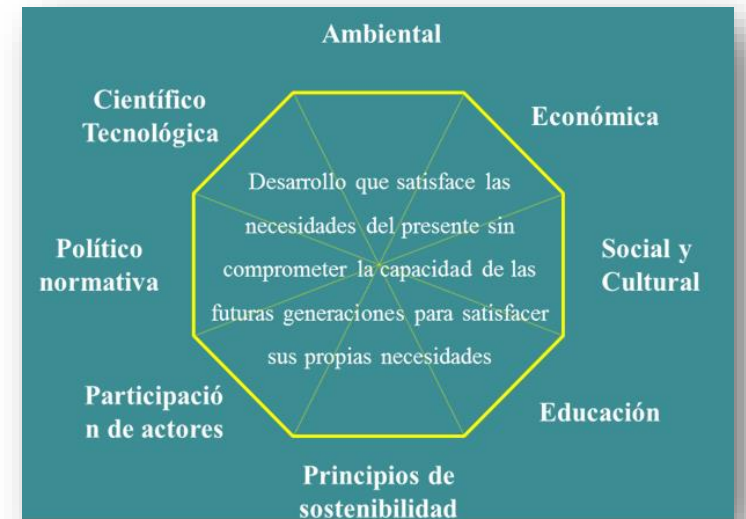 Ambiental
Científico
Tecnológica
Económica
Desarrollo que satisface las
necesidades del presente sin
comprometer la capacidad de las
futuras generaciones para satisfacer
sus propias necesidades
Político
normativa
Social y
Cultural
Participació
n de actores
Educación
Principios de
sostenibilidad